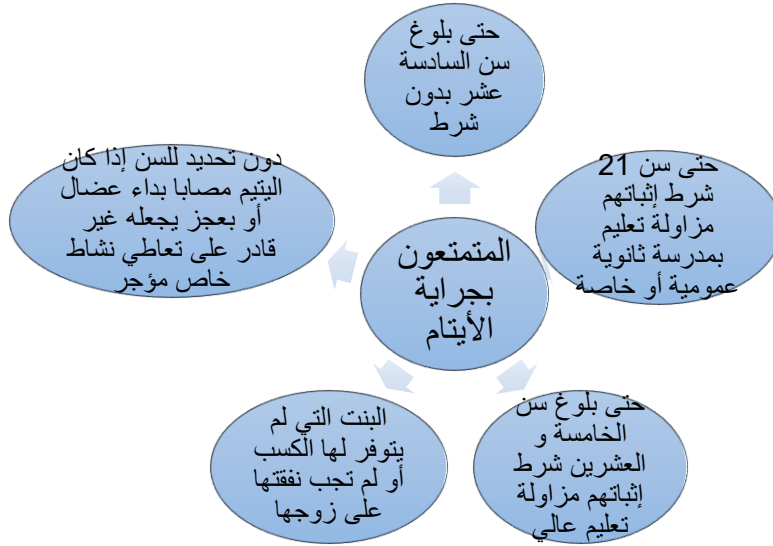 حتى بلوغ
سن السادسة
عشر بدون
شرط
حتى سن 21
شرط إثباتهم
مزاولة تعليم
بمدرسة ثانوية
عمومية أو خاصة
دون تحديد للسن إذا كان
اليتيم مصابا بداء عضال
أو بعجز يجعله غير
قادر على تعاطي نشاط
خاص مؤجر
المتمتعون
بجراية
الأيتام
حتى بلوغ سن
الخامسة و
العشرين شرط
إثباتهم مزاولة
تعليم عالي
البنت التي لم
يتوفر لها الكسب
أو لم تجب نفقتها
على زوجها